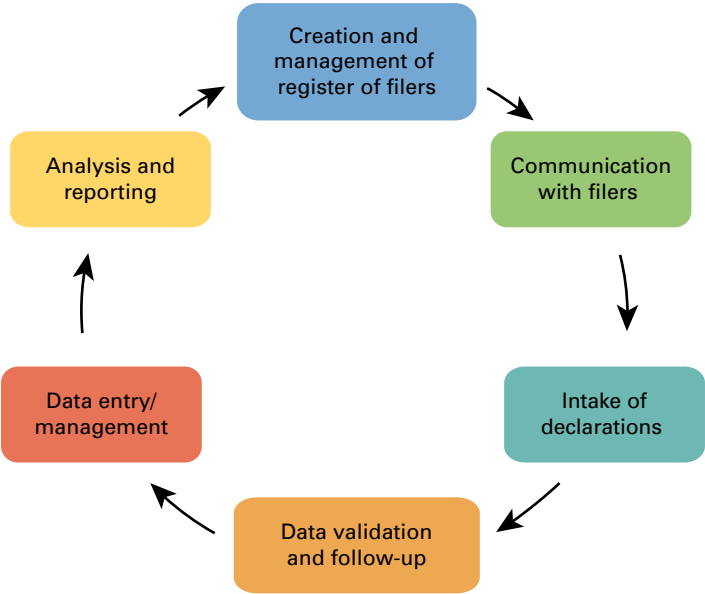 Creation and
management of
register of filers
Communication
with filers
Intake of
declarations
Data validation
and follow-up
Data entry/
management
Analysis and
reporting